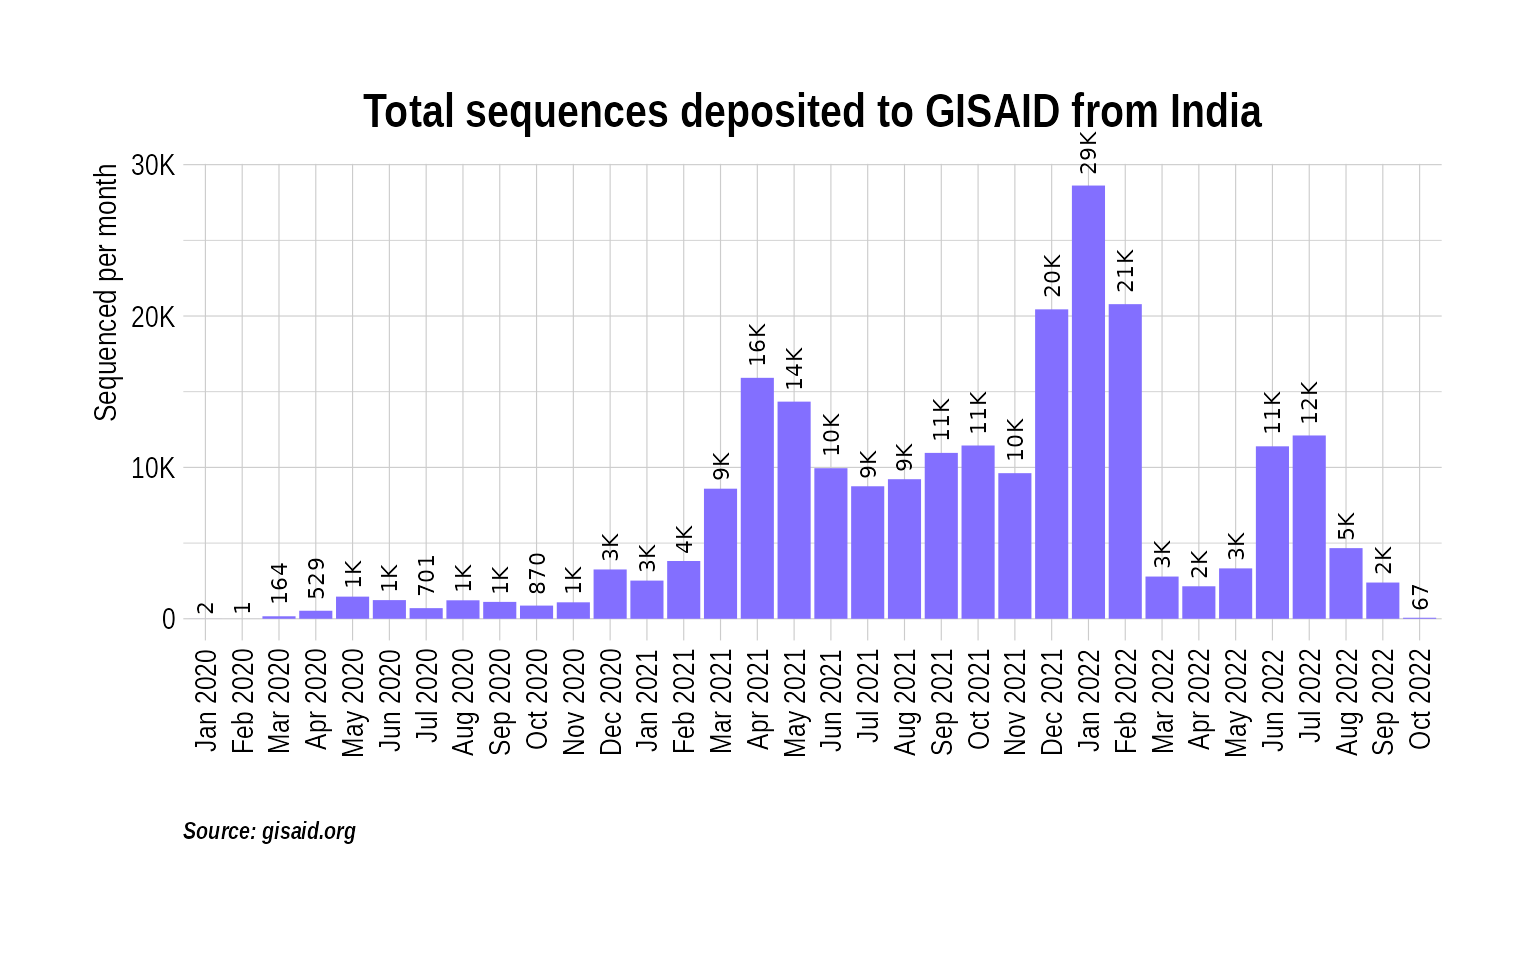 Total sequences deposited to GISAID from India
Sequenced per month
30K
20K
10K
0
2
1
164
529
1K
1K
701
1K
1K
870
1K
3K
3K
4K
9K
16K
14K
10K
9K
9K
11K
11K
10K
20K
29K
21K
3K
2K
3K
11K
12K
5K
2K
67
Jan 2020
Feb 2020
Mar 2020
Apr 2020
May 2020
Jun 2020
Jul 2020
Aug 2020
Sep 2020
Oct 2020
Nov 2020
Dec 2020
Jan 2021
Feb 2021
Mar 2021
Apr 2021
May 2021
Jun 2021
Jul 2021
Aug 2021
Sep 2021
Oct 2021
Nov 2021
Dec 2021
Jan 2022
Feb 2022
Mar 2022
Apr 2022
May 2022
Jun 2022
Jul 2022
Aug 2022
Sep 2022
Oct 2022
Source: gisaid.org